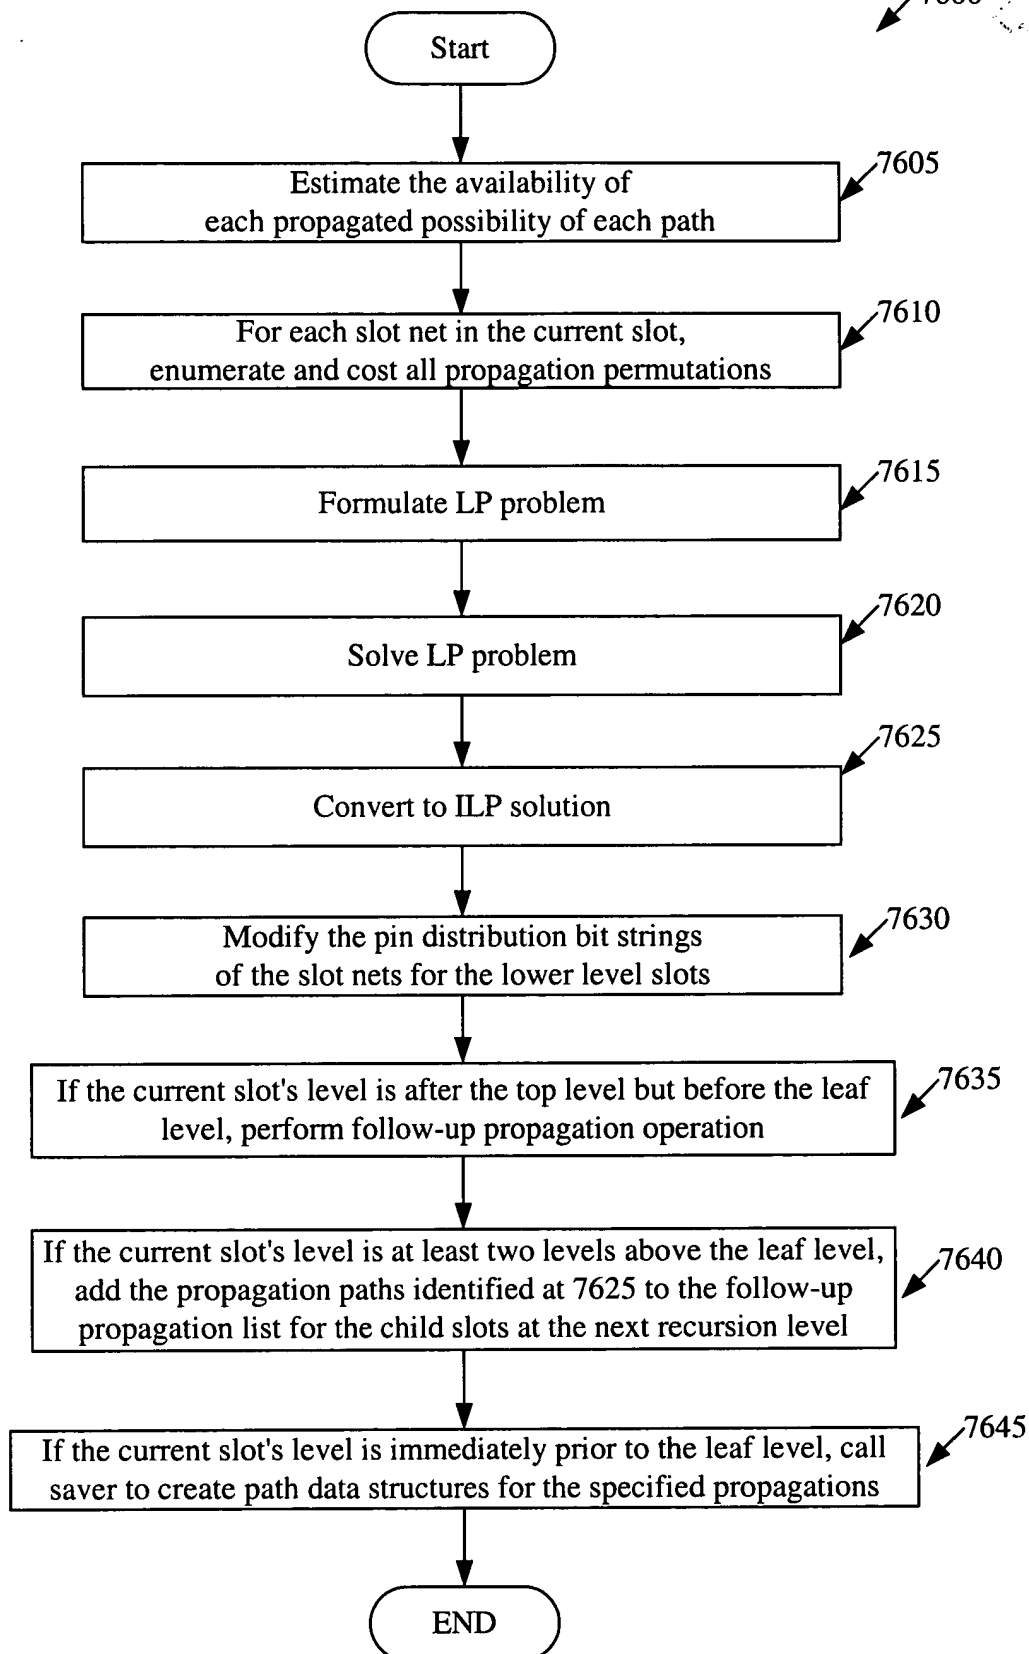 Start
7605
Estimate the availability of
each propagated possibility of each path
7610
For each slot net in the current slot,
enumerate and cost all propagation permutations
7615
Formulate LP problem
7620
Solve LP problem
7625
Convert to ILP solution
7630
Modify the pin distribution bit strings
of the slot nets for the lower level slots
7635
If the current slot's level is after the top level but before the leaf
level, perform follow-up propagation operation
7640
If the current slot's level is at least two levels above the leaf level,
add the propagation paths identified at 7625 to the follow-up
propagation list for the child slots at the next recursion level
7645
If the current slot's level is immediately prior to the leaf level, call
saver to create path data structures for the specified propagations
END